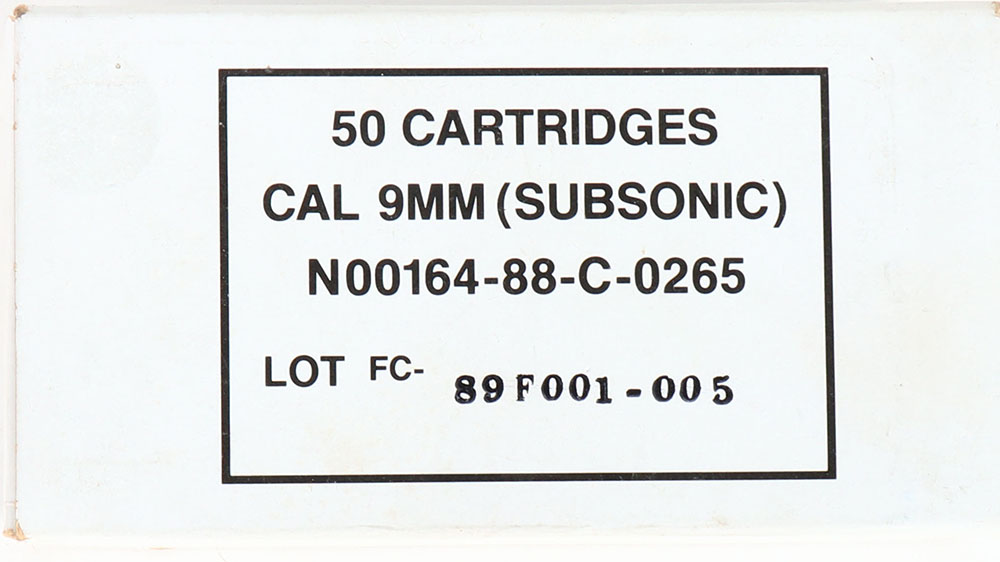 50 CARTRIDGES
CAL 9MM (SUBSONIC)
N00164-88-C-0265
LOT FC- 89F001-005